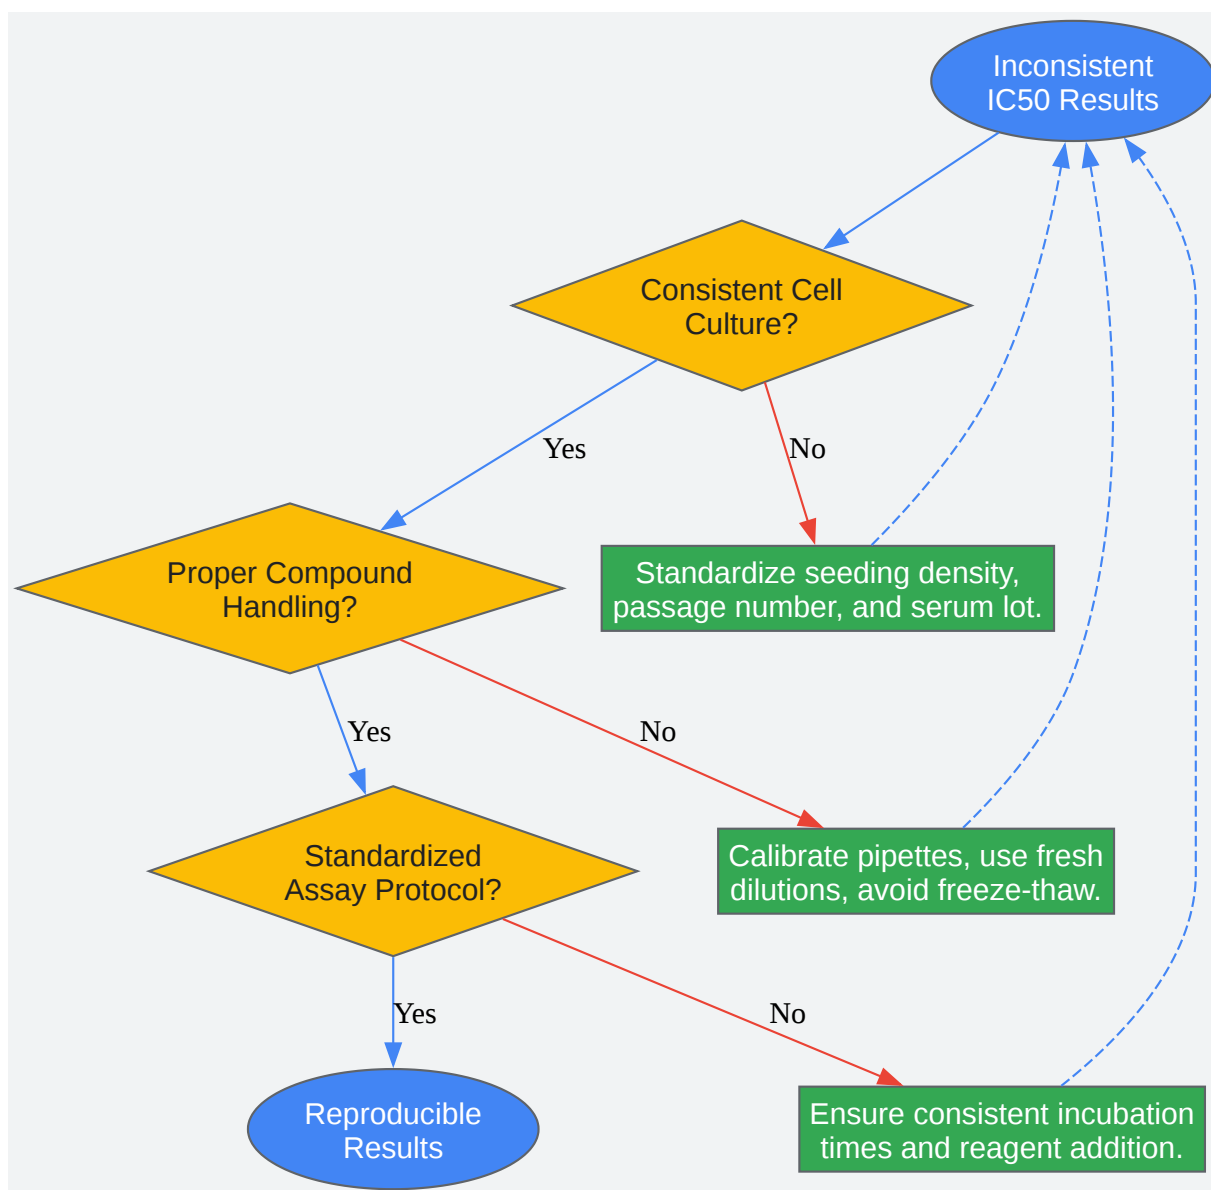 Inconsistent
IC50 Results
Consistent Cell
Culture?
Yes
No
Proper Compound
Handling?
Standardize seeding density,
passage number, and serum lot.
Yes
No
Standardized
Assay Protocol?
Calibrate pipettes, use fresh
dilutions, avoid freeze-thaw.
Yes
No
Reproducible
Results
Ensure consistent incubation
times and reagent addition.